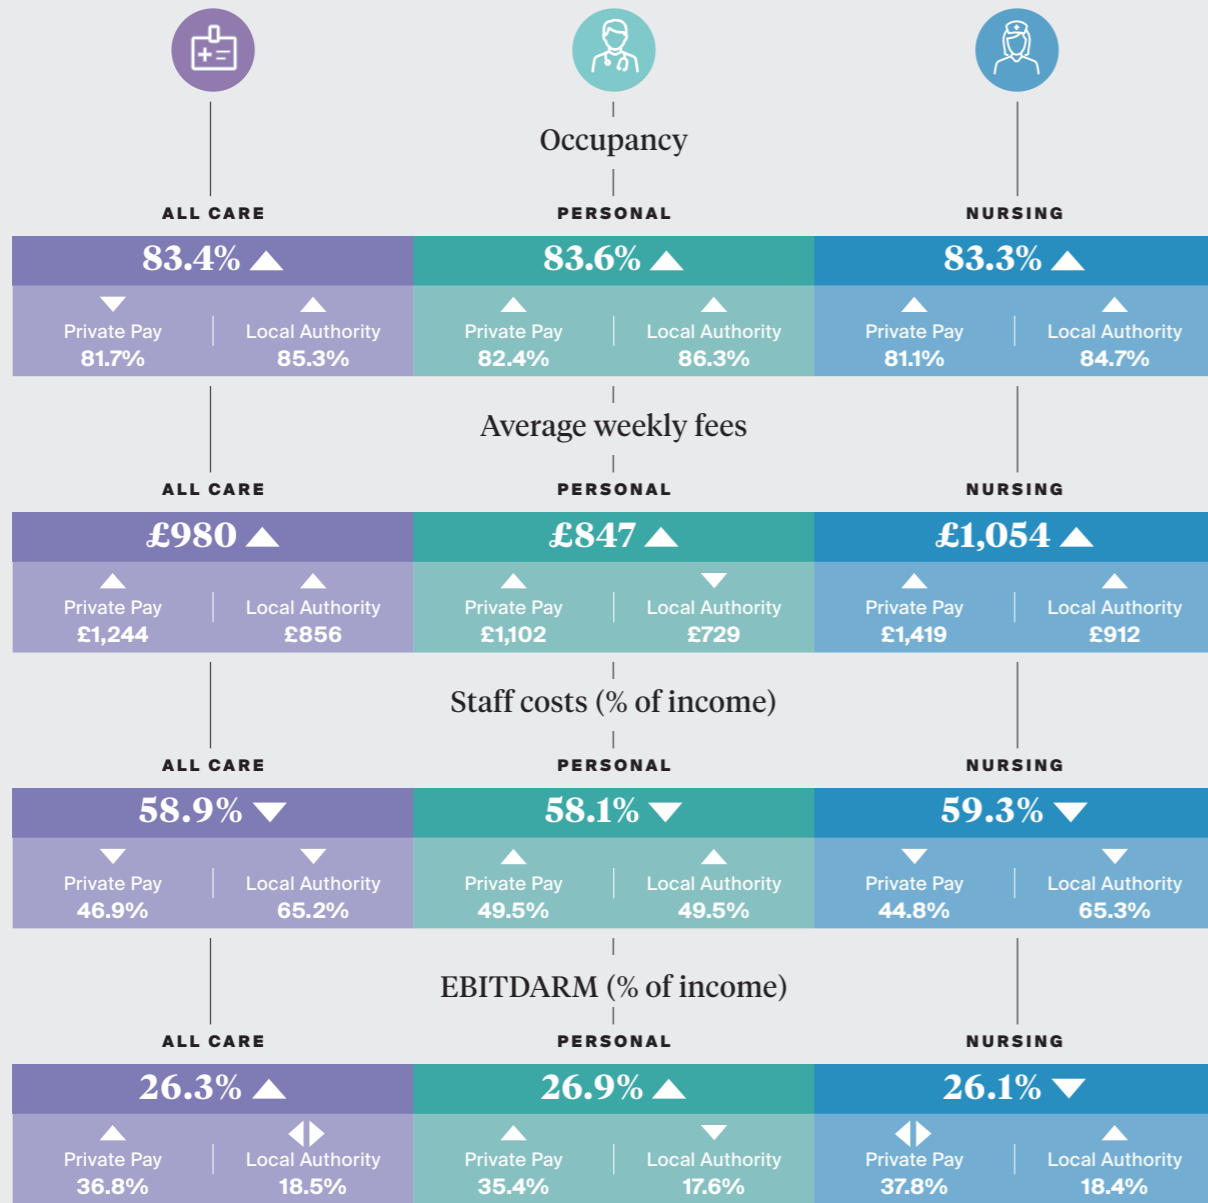 Occupancy
ALL CARE PERSONAL NURSING
83.4% 83.6% 83.3%
Private Pay Local Authority Private Pay Local Authority Private Pay Local Authority
81.7% 85.3% 82.4% 86.3% 81.1% 84.7%
Average weekly fees
ALL CARE PERSONAL NURSING
£980 £847 £1,054
Private Pay Local Authority Private Pay Local Authority Private Pay Local Authority
£1,244 £856 £1,102 £729 £1,419 £912
Staff costs (% of income)
ALL CARE PERSONAL NURSING
58.9% 58.1% 59.3%
Private Pay Local Authority Private Pay Local Authority Private Pay Local Authority
46.9% 65.2% 49.5% 49.5% 44.8% 65.3%
EBITDARM (% of income)
ALL CARE PERSONAL NURSING
26.3% 26.9% 26.1%
Private Pay Local Authority Private Pay Local Authority Private Pay Local Authority
36.8% 18.5% 35.4% 17.6% 37.8% 18.4%